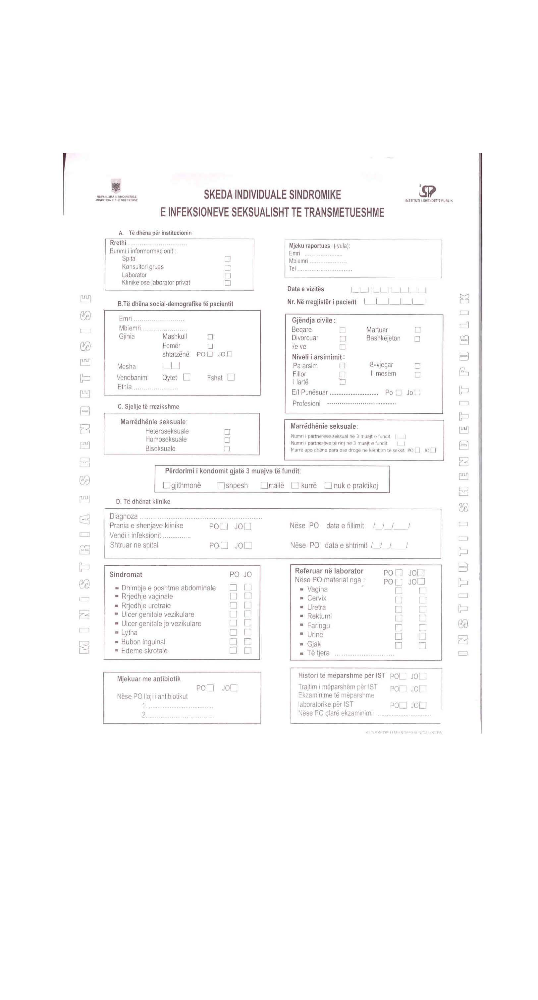 REPUBLIKA E SHQIPERISE
MINISTRIA E SHENDETESISE
INSTITUTI I SHENDETIT PUBLIK
SKEDA INDIVIDUALE SINDROMIKE
E INFEKSIONEVE SEKSUALISHT TE TRANSMETUESHME
A. Të dhëna për institucionin
Rrethi ..............................
Burimi i informormacionit :
Spital
Konsultori gruas
Laborator
Klinikë ose laborator privat
Mjeku raportues ( vula):
Emri ......................
Mbiemri ......................
Tel ..............................
Data e vizitës
Nr. Në rregjistër i pacient
B.Të dhëna social-demografike të pacientit
Emri ..........................
Mbiemri.......................
Gjinia Mashkull
Femër
shtatzënë PO JO
Mosha
Vendbanimi Qytet Fshat
Etnia ......................
Gjëndja civile :
Beqare Martuar
Divorcuar Bashkëjeton
i/e ve
Niveli i arsimimit :
Pa arsim 8-vjeçar
Fillor I mesëm
I lartë
E/I Punësuar ............................ Po Jo
Profesioni ....................................
C. Sjellje të rrezikshme
Marrëdhënie seksuale:
Heteroseksuale
Homoseksuale
Biseksuale
Marrëdhënie seksuale:
Numri i partnereve seksual në 3 muajt e fundit
Numri i partnerëve të rinj në 3 muajt e fundit
Marrë apo dhënë para ose drogë në këmbim të seksit PO JO
Përdorimi i kondomit gjatë 3 muajve të fundit:
gjithmonë shpesh rrallë kurrë nuk e praktikoj
D. Të dhënat klinike
Diagnoza ........................................................
Prania e shenjave klinike PO JO Nëse PO data e fillimit /__/__/____/
Vendi i infeksionit ..............
Shtruar ne spital PO JO Nëse PO data e shtrimit /__/__/____/
Sindromat PO JO
Dhimbje e poshtme abdominale
Rrjedhje vaginale
Rrjedhje uretrale
Ulcer genitale vezikulare
Ulcer genitale jo vezikulare
Lytha
Bubon inguinal
Edeme skrotale
Referuar në laborator PO JO
Nëse PO material nga : PO JO
Vagina
Cervix
Uretra
Rektumi
Faringu
Urinë
Gjak
Të tjera ............................
Mjekuar me antibiotik
PO JO
Nëse PO lloji i antibiotikut
1. ..................................
2. ..................................
Histori të mëparshme për IST PO JO
Trajtim i mëparshëm për IST PO JO
Ekzaminime të mëparshme
laboratorike për IST PO JO
Nëse PO çfarë ekzaminimi ..........................
MINISTRIA E SHENDETESISE
INSTITUTI I SHENDETIT PUBLIK